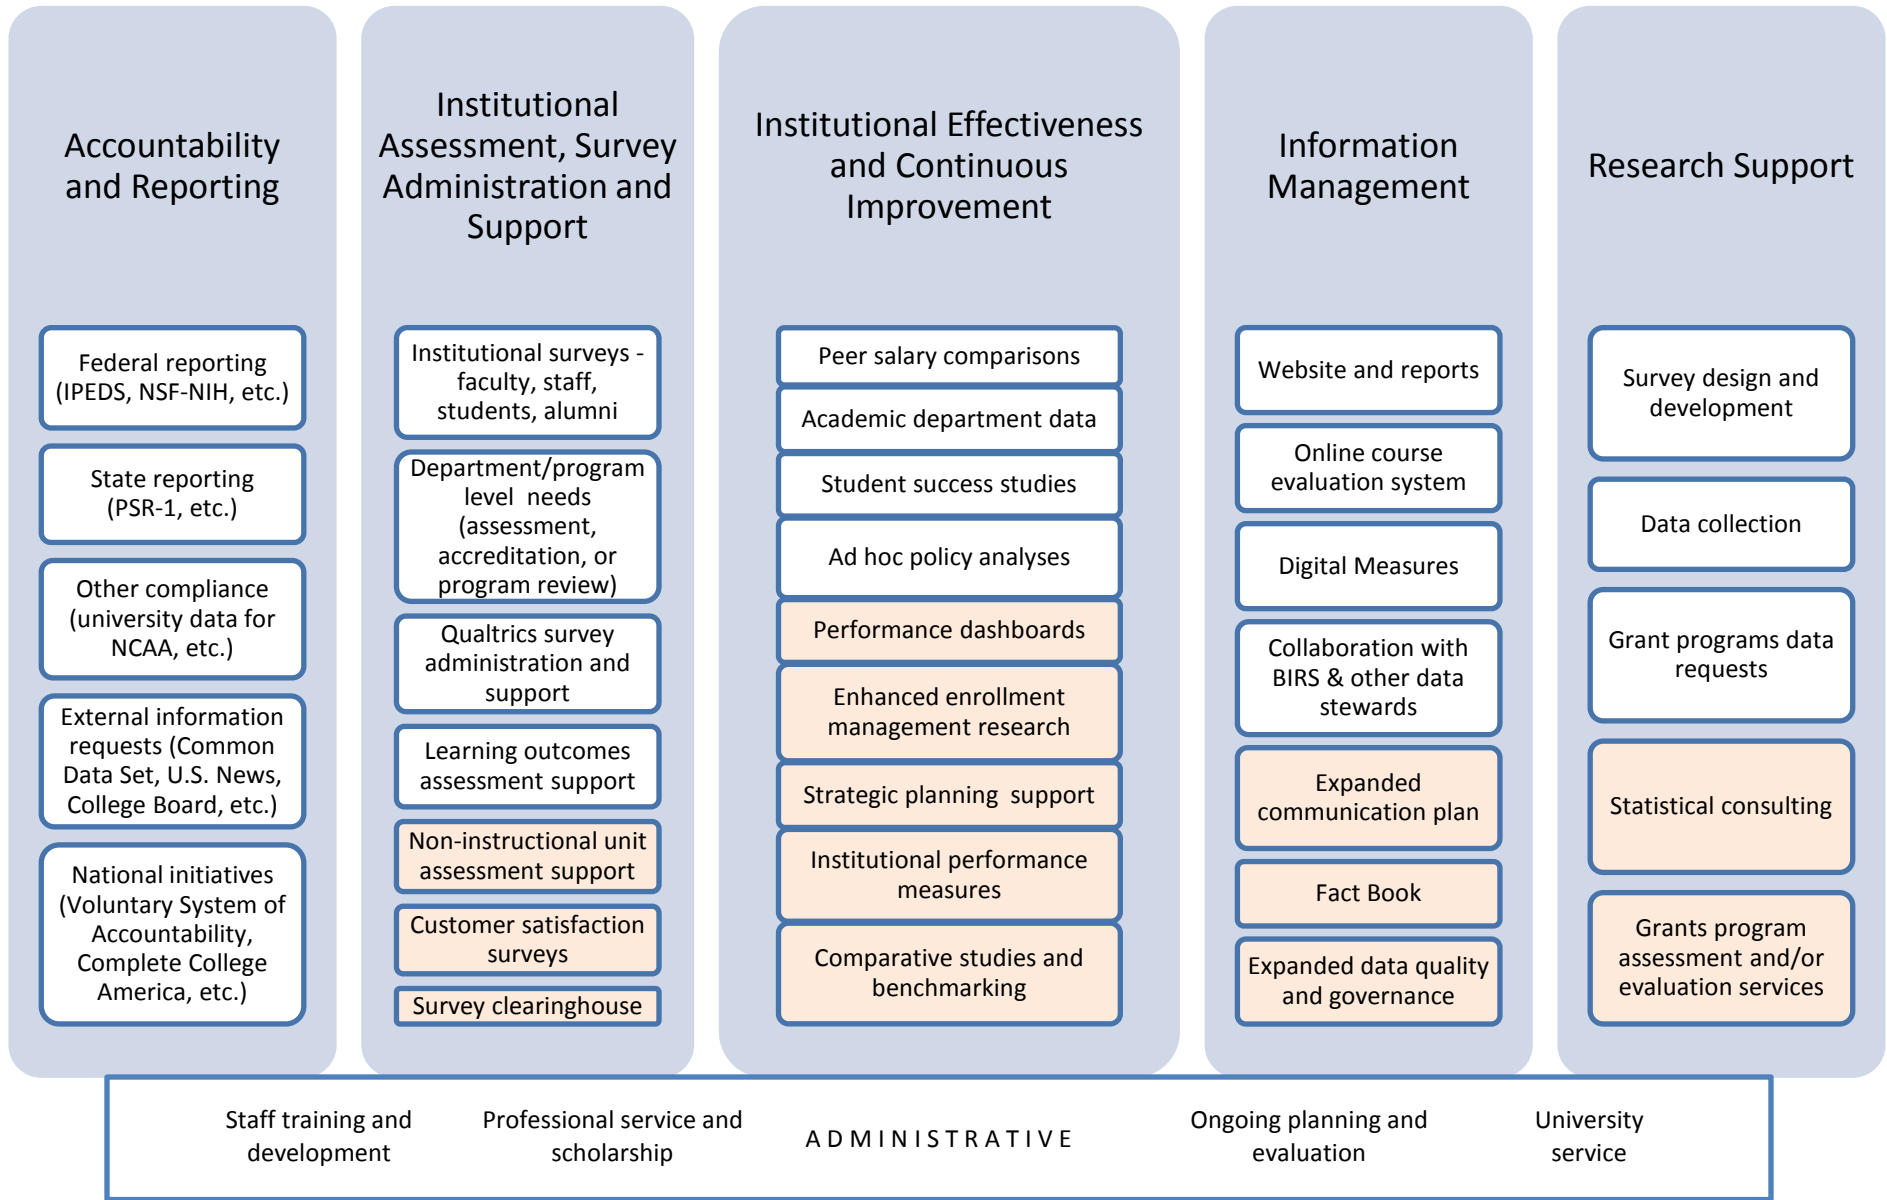 Accountability
and Reporting
Federal reporting
(IPEDS, NSF-NIH, etc.)
State reporting
(PSR-1, etc.)
Other compliance
(university data for
NCAA, etc.)
External information
requests (Common
Data Set, U.S. News,
College Board, etc.)
National initiatives
(Voluntary System of
Accountability,
Complete College
America, etc.)
Institutional
Assessment, Survey
Administration and
Support
Institutional surveys -
faculty, staff,
students, alumni
Department/program
level needs
(assessment,
accreditation, or
program review)
Qualtrics survey
administration and
support
Learning outcomes
assessment support
Non-instructional unit
assessment support
Customer satisfaction
surveys
Survey clearinghouse
Institutional Effectiveness
and Continuous
Improvement
Peer salary comparisons
Academic department data
Student success studies
Ad hoc policy analyses
Performance dashboards
Enhanced enrollment
management research
Strategic planning support
Institutional performance
measures
Comparative studies and
benchmarking
Information
Management
Website and reports
Online course
evaluation system
Digital Measures
Collaboration with
BIRS & other data
stewards
Expanded
communication plan
Fact Book
Expanded data quality
and governance
Research Support
Survey design and
development
Data collection
Grant programs data
requests
Statistical consulting
Grants program
assessment and/or
evaluation services
Staff training and
development
Professional service and
scholarship
A D M I N I S T R A T I V E
Ongoing planning and
evaluation
University
service